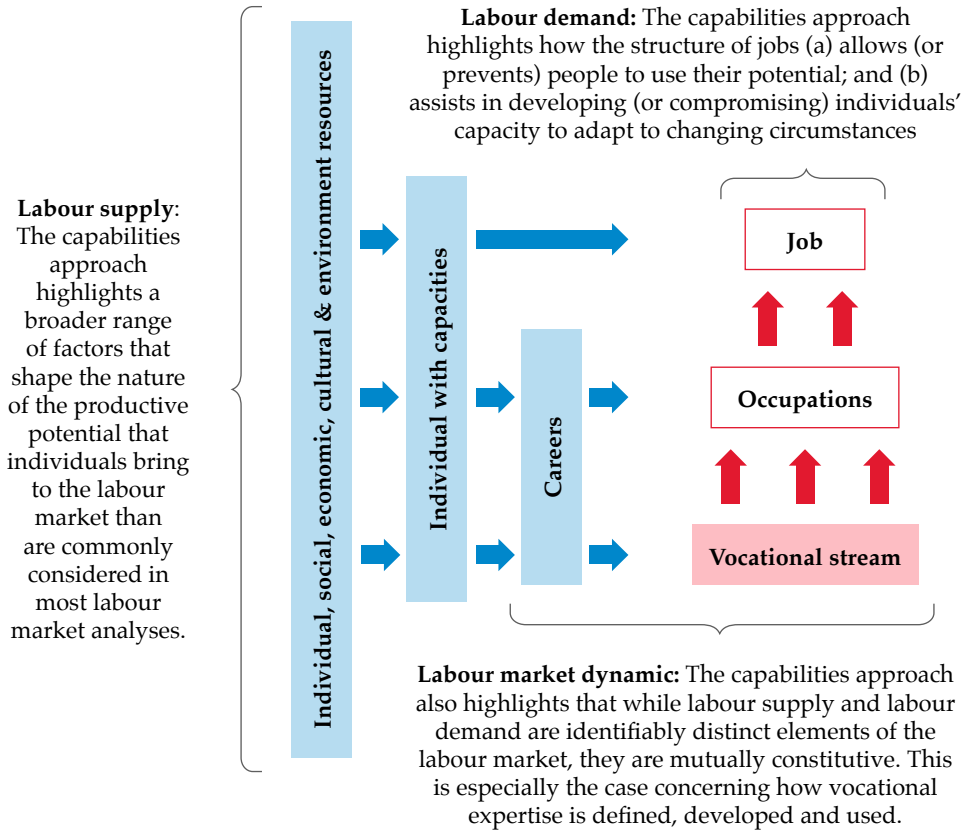 Labour demand: The capabilities approach
highlights how the structure of jobs (a) allows (or
prevents) people to use their potential; and (b)
assists in developing (or compromising) individuals’
capacity to adapt to changing circumstances
Labour supply:
The capabilities
approach
highlights a
broader range
of factors that
shape the nature
of the productive
potential that
individuals bring
to the labour
market than
are commonly
considered in
most labour
market analyses.
Individual, social, economic, cultural & environment resources
Individual with capacities
Careers
Job
Occupations
Vocational stream
Labour market dynamic: The capabilities approach
also highlights that while labour supply and labour
demand are identifiably distinct elements of the
labour market, they are mutually constitutive. This
is especially the case concerning how vocational
expertise is defined, developed and used.